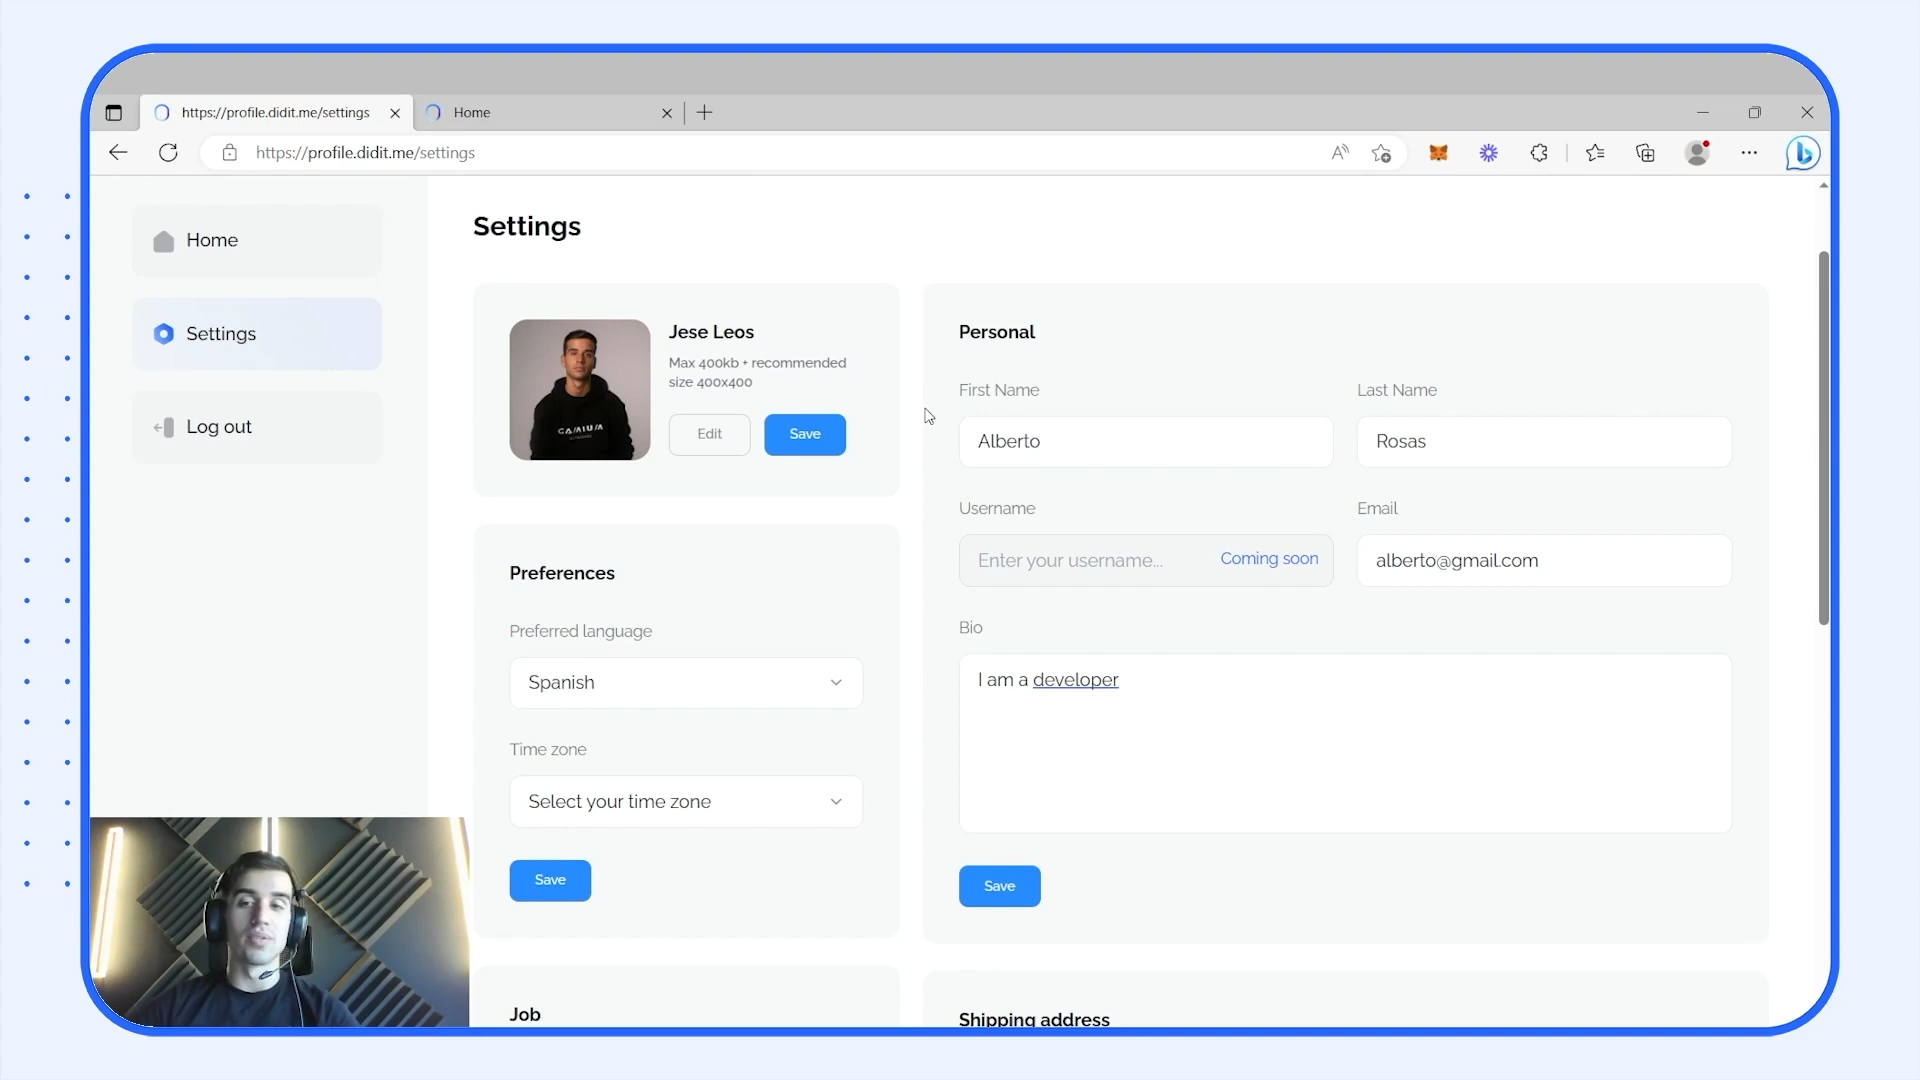 https://profile.didit.me/settings
Home
https://profile.didit.me/settings
Home
Settings
Log out
Settings
Jese Leos
Max 400kb + recommended
size 400x400
Edit
Save
Preferences
Preferred language
Spanish
Time zone
Select your time zone
Save
Job
Personal
First Name
Last Name
Alberto
Rosas
Username
Email
Enter your username...
Coming soon
alberto@gmail.com
Bio
I am a developer
Save
Shipping address